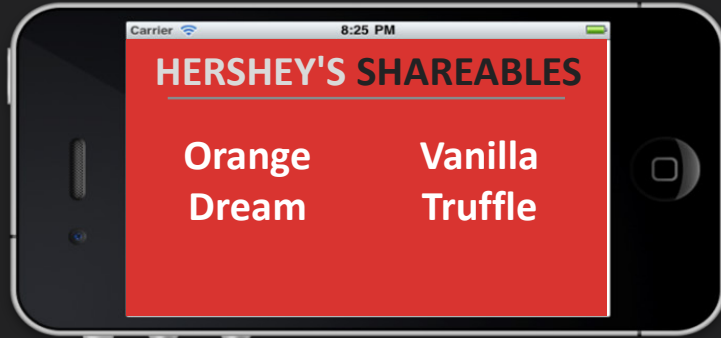 Carrier 8:25 PM
HERSHEY'S SHAREABLES
Orange Vanilla
Dream Truffle